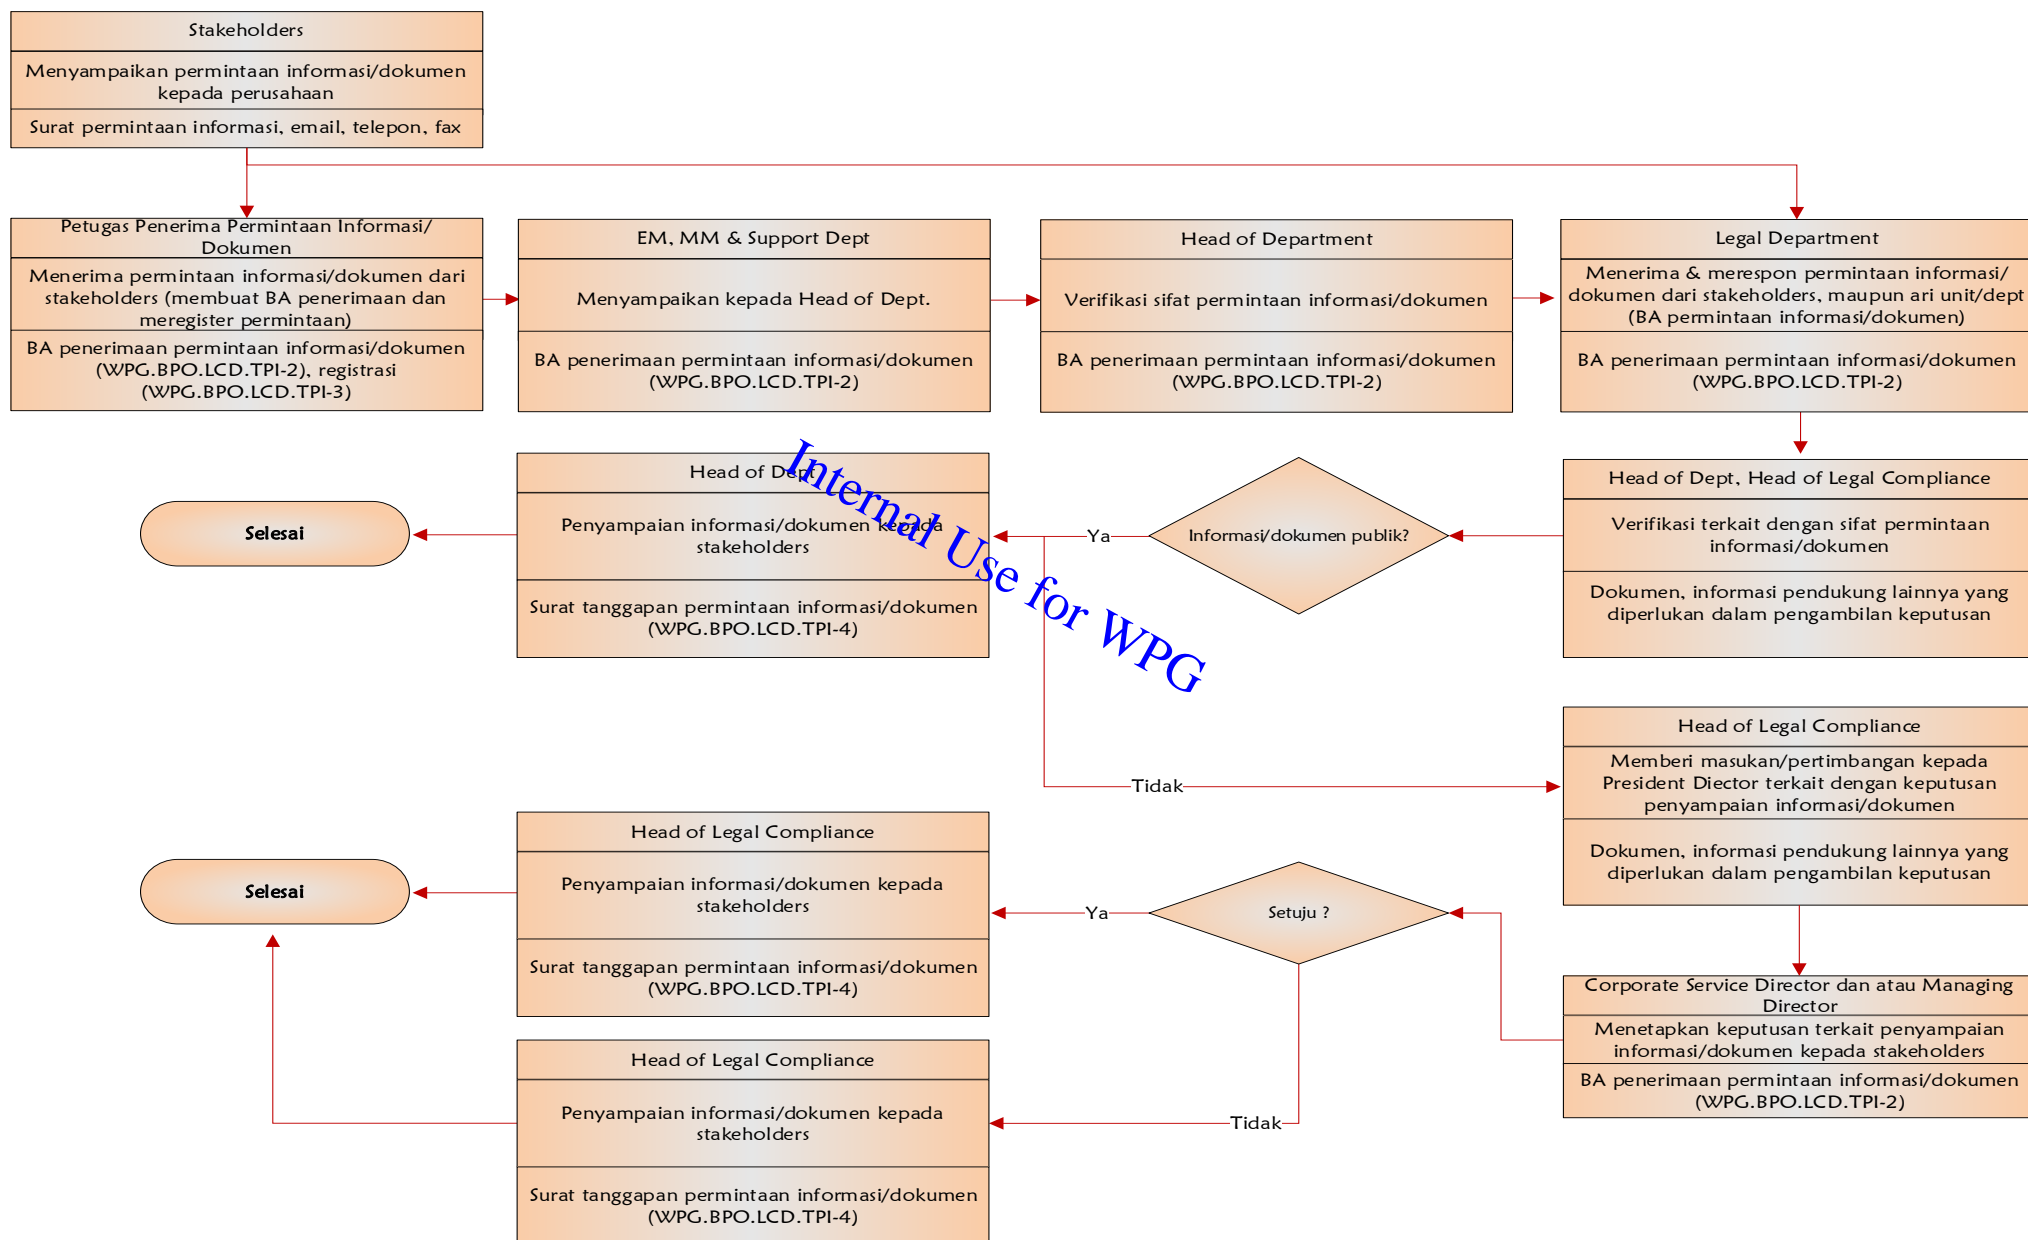 Stakeholders
Menyampaikan permintaan informasi/dokumen
kepada perusahaan
Surat permintaan informasi, email, telepon, fax
Petugas Penerima Permintaan Informasi/
Dokumen
Menerima permintaan informasi/dokumen dari
stakeholders (membuat BA penerimaan dan
meregister permintaan)
BA penerimaan permintaan informasi/dokumen
(WPG.BPO.LCD.TPI-2), registrasi
(WPG.BPO.LCD.TPI-3)
EM, MM & Support Dept
Menyampaikan kepada Head of Dept.
BA penerimaan permintaan informasi/dokumen
(WPG.BPO.LCD.TPI-2)
Head of Department
Verifikasi sifat permintaan informasi/dokumen
BA penerimaan permintaan informasi/dokumen
(WPG.BPO.LCD.TPI-2)
Legal Department
Menerima & merespon permintaan informasi/
dokumen dari stakeholders, maupun ari unit/dept
(BA permintaan informasi/dokumen)
BA penerimaan permintaan informasi/dokumen
(WPG.BPO.LCD.TPI-2)
Head of Dept, Head of Legal Compliance
Verifikasi terkait dengan sifat permintaan
informasi/dokumen
Dokumen, informasi pendukung lainnya yang
diperlukan dalam pengambilan keputusan
Informasi/dokumen publik?
Ya
Head of Dept
Penyampaian informasi/dokumen kepada
stakeholders
Surat tanggapan permintaan informasi/dokumen
(WPG.BPO.LCD.TPI-4)
Selesai
Internal Use for WPG
Tidak
Head of Legal Compliance
Memberi masukan/pertimbangan kepada
President Diector terkait dengan keputusan
penyampaian informasi/dokumen
Dokumen, informasi pendukung lainnya yang
diperlukan dalam pengambilan keputusan
Corporate Service Director dan atau Managing
Director
Menetapkan keputusan terkait penyampaian
informasi/dokumen kepada stakeholders
BA penerimaan permintaan informasi/dokumen
(WPG.BPO.LCD.TPI-2)
Setuju ?
Ya
Head of Legal Compliance
Penyampaian informasi/dokumen kepada
stakeholders
Surat tanggapan permintaan informasi/dokumen
(WPG.BPO.LCD.TPI-4)
Selesai
Tidak
Head of Legal Compliance
Penyampaian informasi/dokumen kepada
stakeholders
Surat tanggapan permintaan informasi/dokumen
(WPG.BPO.LCD.TPI-4)